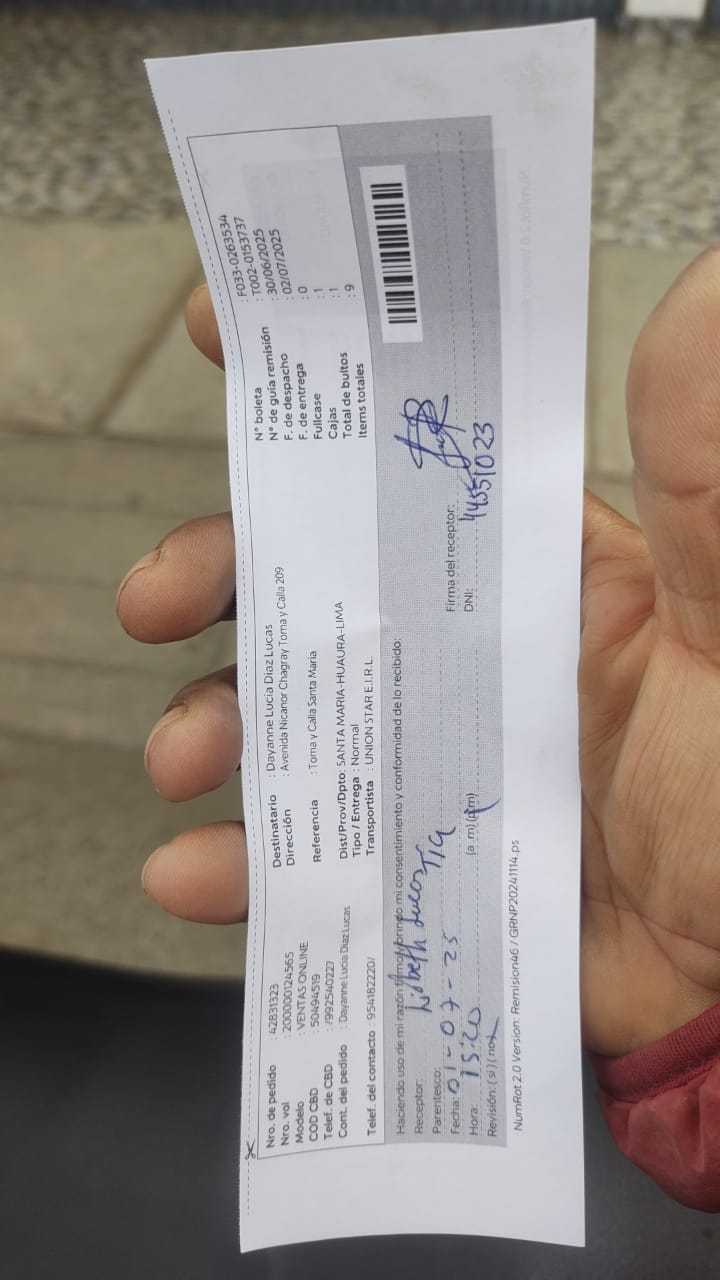 Nro. de pedido : 42831323
Nro. vol : 200000124565
Modelo : VENTAS ONLINE
COD CBD 50494519
Telef. de CBD : /992540227
Cont. del pedido : Dayanne Lucia Diaz Lucas
Telef. del contacto 954182220/
Destinatario : Dayanne Lucia Diaz Lucas
Dirección : Avenida Nicanor Chagray Toma y Calla 209
Referencia : Toma y Calla Santa Maria
Dist/Prov/Dpto: SANTA MARIA-HUAURA-LIMA
Tipo / Entrega : Normal
Transportista : UNION STAR E.I.R.L.
N° boleta F033-0263534
N° de guía remisión : T002-0153737
F. de despacho : 30/06/2025
F. de entrega : 02/07/2025
Fullcase : 0
Cajas : 1
Total de bultos : 1
Items totales : 9
Haciendo uso de mi razón firmo y brindo mi consentimiento y conformidad de lo recibido:
Receptor: Lisbeth Lucas
Parentesco: Tia
Fecha: 01-07-25
Hora: 15:20 (a .m) (p.m)
Revisión: (si) (no)
Firma del receptor:
DNI: 44551023
NumRot 2.0 Version: Remision46 / GRNP20241114.ps